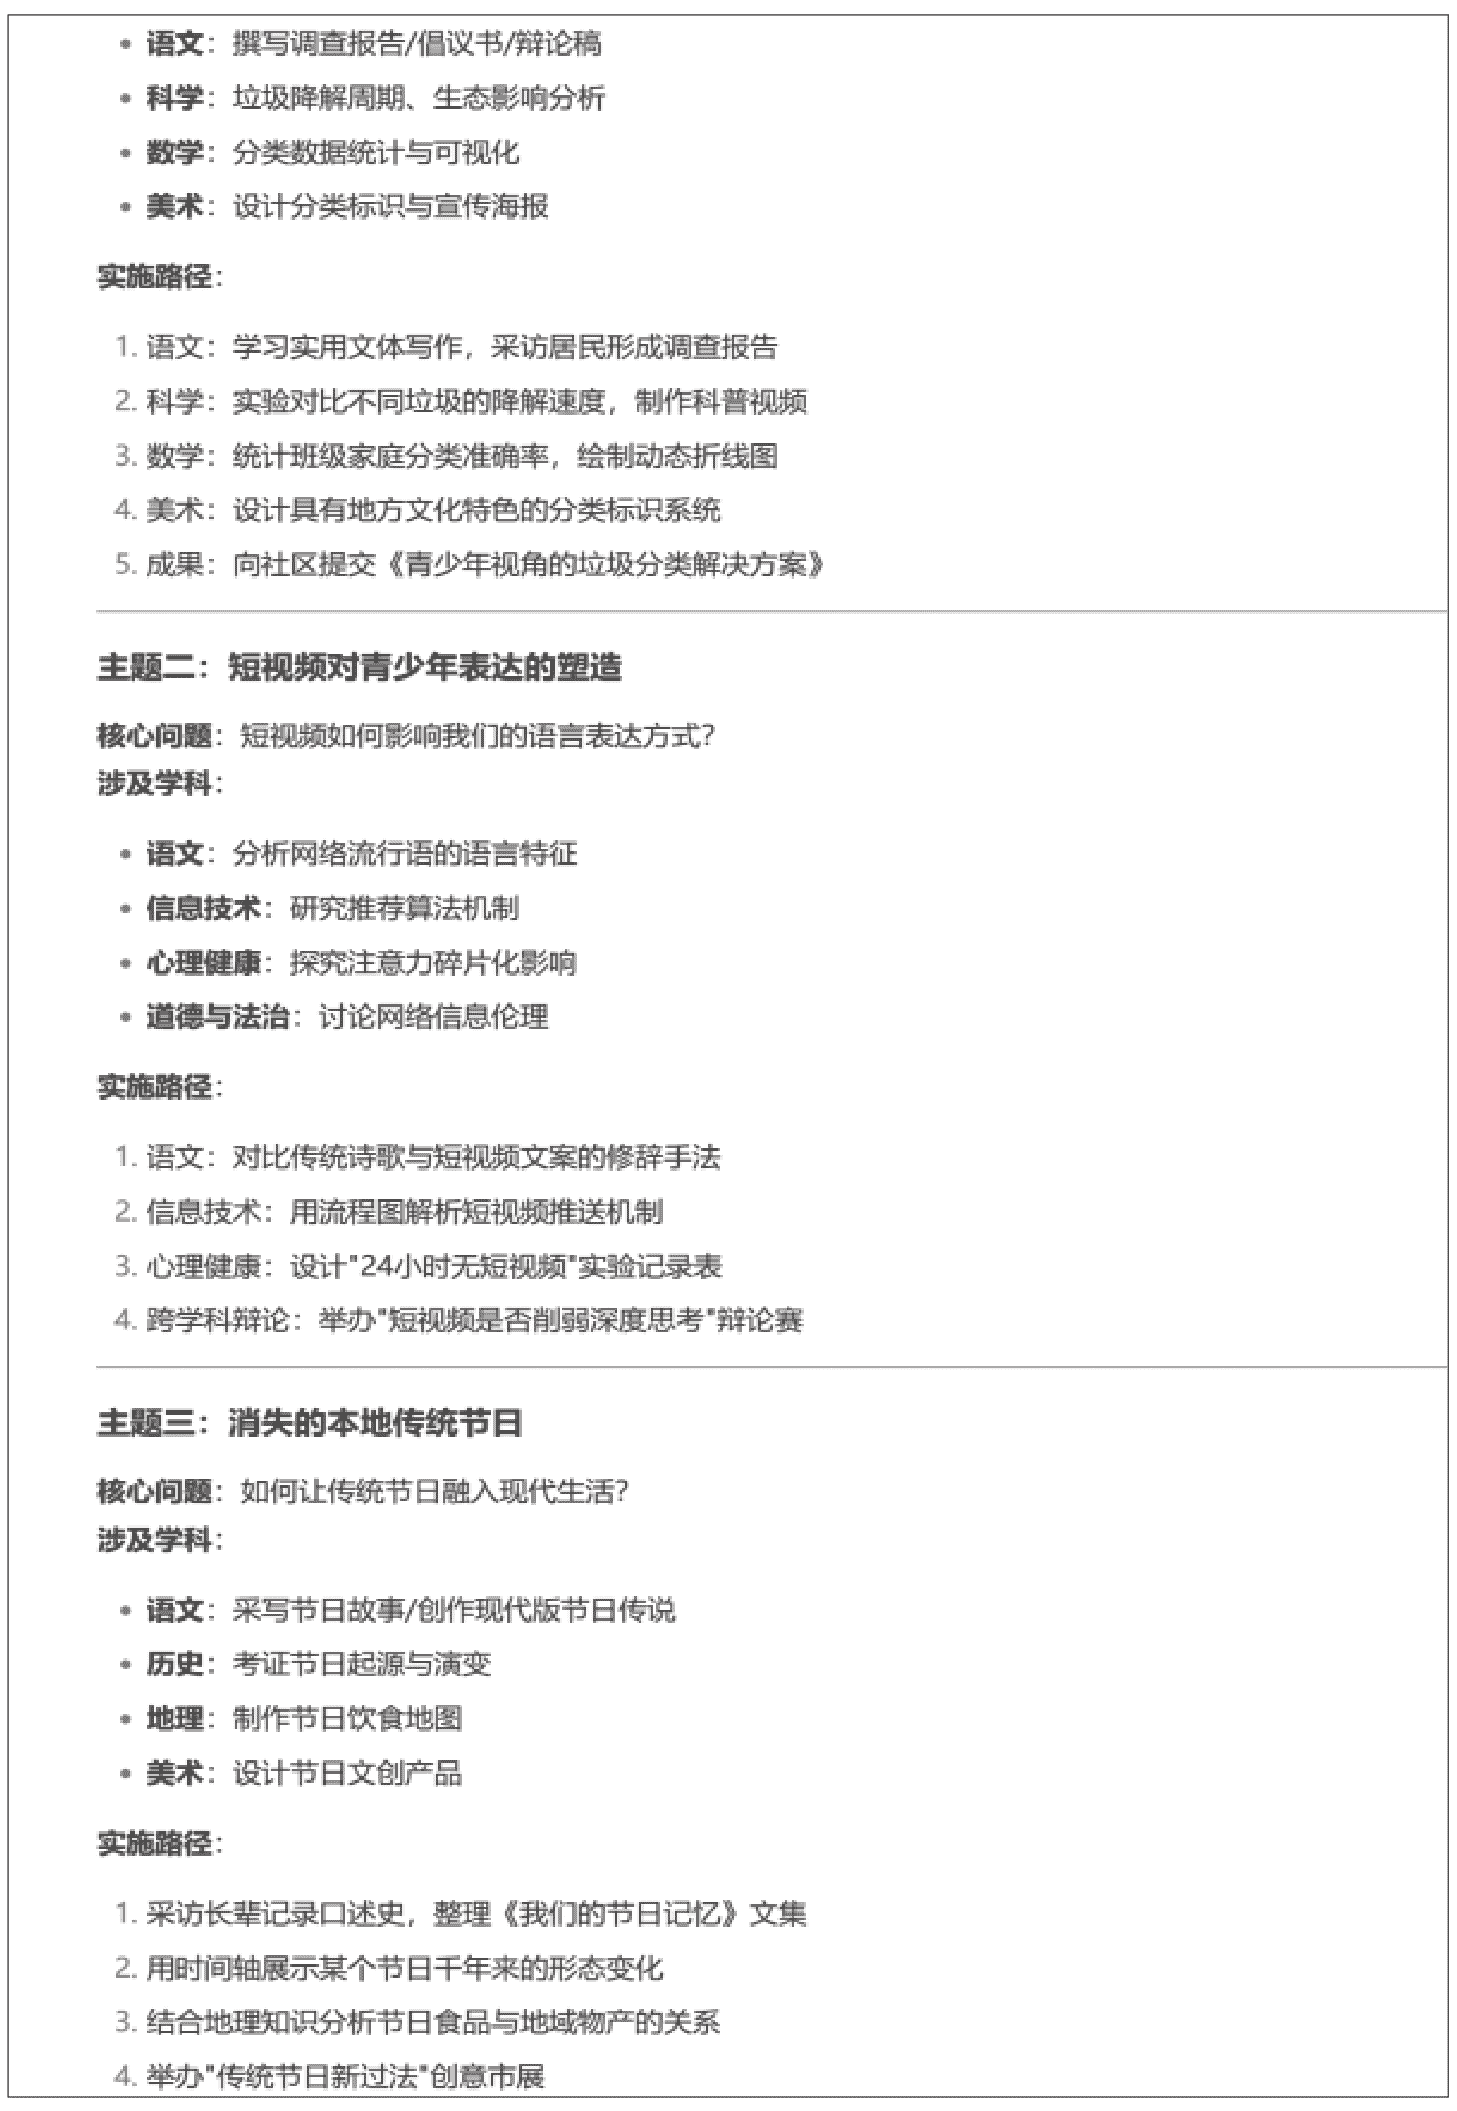 • 语文：撰写调查报告/倡议书/辩论稿
• 科学：垃圾降解周期、生态影响分析
• 数学：分类数据统计与可视化
• 美术：设计分类标识与宣传海报
实施路径：
1. 语文：学习实用文体写作，采访居民形成调查报告
2. 科学：实验对比不同垃圾的降解速度，制作科普视频
3. 数学：统计班级家庭分类准确率，绘制动态折线图
4. 美术：设计具有地方文化特色的分类标识系统
5. 成果：向社区提交《青少年视角的垃圾分类解决方案》
主题二：短视频对青少年表达的塑造
核心问题：短视频如何影响我们的语言表达方式？
涉及学科：
• 语文：分析网络流行语的语言特征
• 信息技术：研究推荐算法机制
• 心理健康：探究注意力碎片化影响
• 道德与法治：讨论网络信息伦理
实施路径：
1. 语文：对比传统诗歌与短视频文案的修辞手法
2. 信息技术：用流程图解析短视频推送机制
3. 心理健康：设计"24小时无短视频"实验记录表
4. 跨学科辩论：举办"短视频是否削弱深度思考"辩论赛
主题三：消失的本地传统节日
核心问题：如何让传统节日融入现代生活？
涉及学科：
• 语文：采写节日故事/创作现代版节日传说
• 历史：考证节日起源与演变
• 地理：制作节日饮食地图
• 美术：设计节日文创产品
实施路径：
1. 采访长辈记录口述史，整理《我们的节日记忆》文集
2. 用时间轴展示某个节日千年来的形态变化
3. 结合地理知识分析节日食品与地域物产的关系
4. 举办"传统节日新过法"创意市展